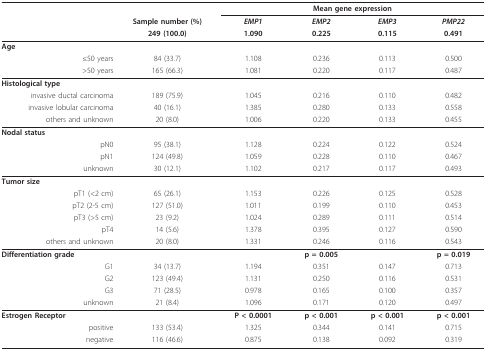 Mean gene expression
Sample number (%) EMP1 EMP2 EMP3 PMP22
249 (100.0) 1.090 0.225 0.115 0.491
Age
≤50 years 84 (33.7) 1.108 0.236 0.113 0.500
>50 years 165 (66.3) 1.081 0.220 0.117 0.487
Histological type
invasive ductal carcinoma 189 (75.9) 1.045 0.216 0.110 0.482
invasive lobular carcinoma 40 (16.1) 1.385 0.280 0.133 0.558
others and unknown 20 (8.0) 1.006 0.220 0.133 0.455
Nodal status
pN0 95 (38.1) 1.128 0.224 0.122 0.524
pN1 124 (49.8) 1.059 0.228 0.110 0.467
unknown 30 (12.1) 1.102 0.217 0.117 0.493
Tumor size
pT1 (<2 cm) 65 (26.1) 1.153 0.226 0.125 0.528
pT2 (2-5 cm) 127 (51.0) 1.011 0.199 0.110 0.453
pT3 (>5 cm) 23 (9.2) 1.024 0.289 0.111 0.514
pT4 14 (5.6) 1.378 0.395 0.127 0.590
others and unknown 20 (8.0) 1.331 0.246 0.116 0.543
Differentiation grade p = 0.005 p = 0.019
G1 34 (13.7) 1.194 0.351 0.147 0.713
G2 123 (49.4) 1.131 0.250 0.116 0.531
G3 71 (28.5) 0.978 0.165 0.100 0.357
unknown 21 (8.4) 1.096 0.171 0.120 0.497
Estrogen Receptor P < 0.0001 p < 0.001 p < 0.001 p < 0.001
positive 133 (53.4) 1.325 0.344 0.141 0.715
negative 116 (46.6) 0.875 0.138 0.092 0.319